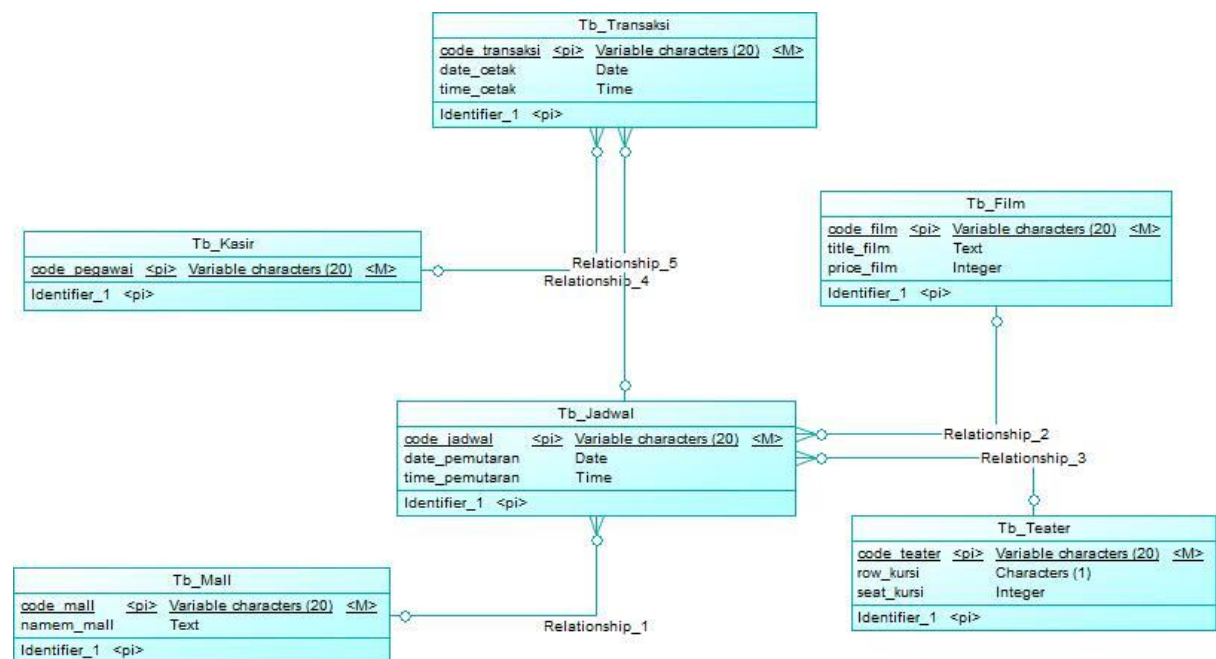 Tb_Transaksi
code_transaksi <pi> Variable characters (20) <M>
date_cetak Date
time_cetak Time
Identifier_1 <pi>
Tb_Film
code_film <pi> Variable characters (20) <M>
title_film Text
price_film Integer
Identifier_1 <pi>
Tb_Kasir
code_pegawai <pi> Variable characters (20) <M>
Identifier_1 <pi>
Relationship_5
Relationship_4
Tb_Jadwal
code_jadwal <pi> Variable characters (20) <M>
date_pemutaran Date
time_pemutaran Time
Identifier_1 <pi>
Relationship_2
Relationship_3
Tb_Teater
code_teater <pi> Variable characters (20) <M>
row_kursi Characters (1)
seat_kursi Integer
Identifier_1 <pi>
Tb_Mall
code_mall <pi> Variable characters (20) <M>
namem_mall Text
Identifier_1 <pi>
Relationship_1